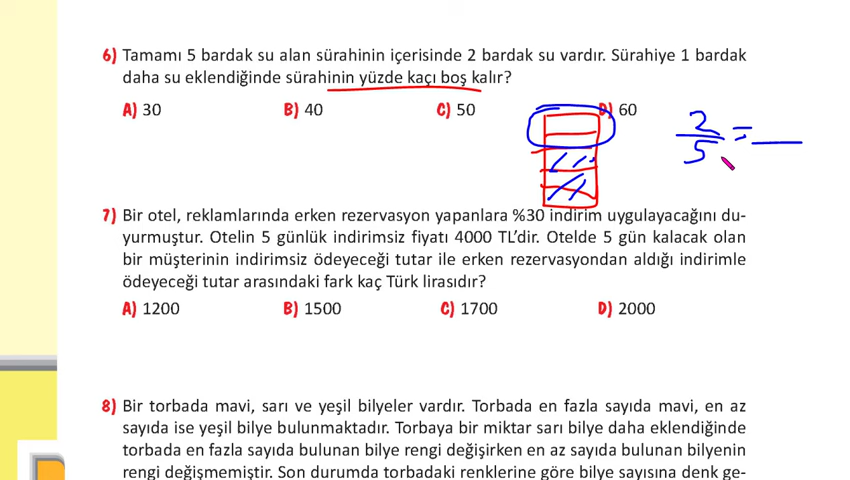 6) Tamamı 5 bardak su alan sürahinin içerisinde 2 bardak su vardır. Sürahiye 1 bardak
daha su eklendiğinde sürahinin yüzde kaçı boş kalır?
A) 30 B) 40 C) 50 D) 60
2/5 =
7) Bir otel, reklamlarında erken rezervasyon yapanlara %30 indirim uygulayacağını du-
yurmuştur. Otelin 5 günlük indirimsiz fiyatı 4000 TL’dir. Otelde 5 gün kalacak olan
bir müşterinin indirimsiz ödeyeceği tutar ile erken rezervasyondan aldığı indirimle
ödeyeceği tutar arasındaki fark kaç Türk lirasıdır?
A) 1200 B) 1500 C) 1700 D) 2000
8) Bir torbada mavi, sarı ve yeşil bilyeler vardır. Torbada en fazla sayıda mavi, en az
sayıda ise yeşil bilye bulunmaktadır. Torbaya bir miktar sarı bilye daha eklendiğinde
torbada en fazla sayıda bulunan bilye rengi değişirken en az sayıda bulunan bilyenin
rengi değişmemiştir. Son durumda torbadaki renklerine göre bilye sayısına denk ge-